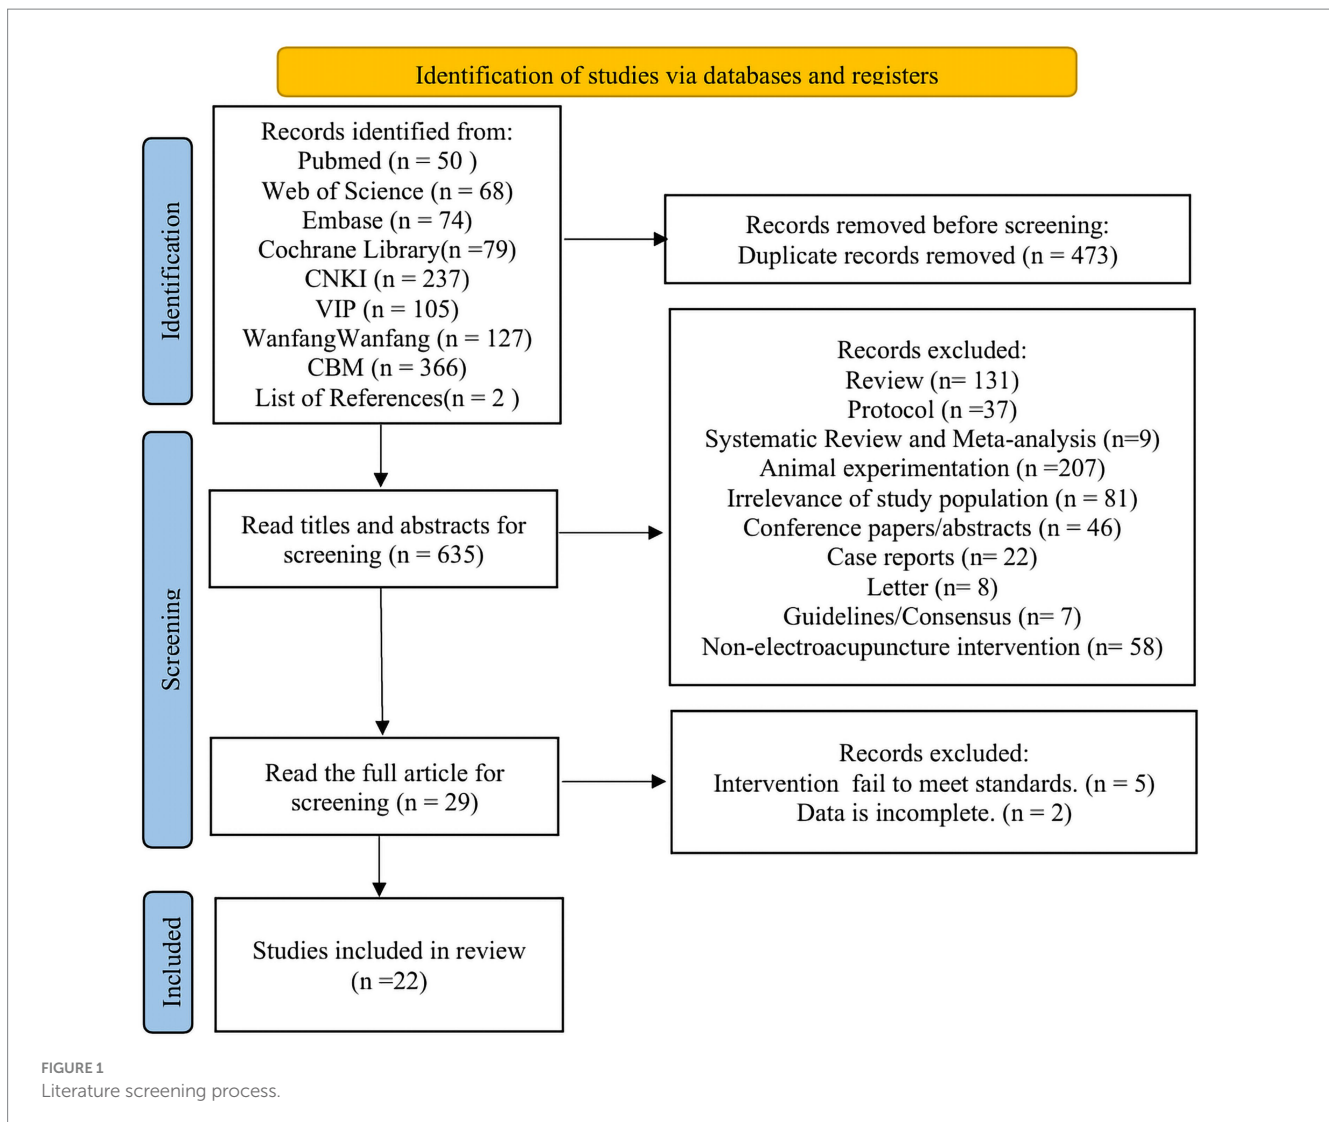 Identification of studies via databases and registers
Identification
Records identified from:
Pubmed (n = 50 )
Web of Science (n = 68)
Embase (n = 74)
Cochrane Library(n =79)
CNKI (n = 237)
VIP (n = 105)
WanfangWanfang (n = 127)
CBM (n = 366)
List of References(n = 2 )
Records removed before screening:
Duplicate records removed (n = 473)
Screening
Read titles and abstracts for
screening (n = 635)
Records excluded:
Review (n= 131)
Protocol (n =37)
Systematic Review and Meta-analysis (n=9)
Animal experimentation (n =207)
Irrelevance of study population (n = 81)
Conference papers/abstracts (n = 46)
Case reports (n= 22)
Letter (n= 8)
Guidelines/Consensus (n= 7)
Non-electroacupuncture intervention (n= 58)
Read the full article for
screening (n = 29)
Records excluded:
Intervention fail to meet standards. (n = 5)
Data is incomplete. (n = 2)
Included
Studies included in review
(n =22)
FIGURE 1
Literature screening process.